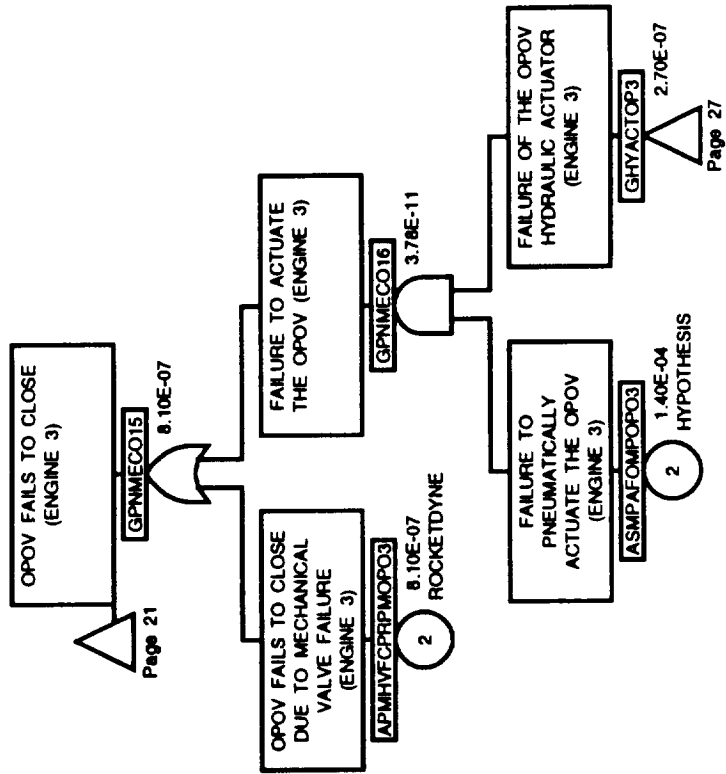 OPOV FAILS TO CLOSE
(ENGINE 3)
GPNMECO15
8.10E-07
Page 21
OPOV FAILS TO CLOSE
DUE TO MECHANICAL
VALVE FAILURE
(ENGINE 3)
APMHVFCPRPMOPO3
8.10E-07
ROCKETDYNE
2
FAILURE TO ACTUATE
THE OPOV (ENGINE 3)
GPNMECO16
3.78E-11
FAILURE TO
PNEUMATICALLY
ACTUATE THE OPOV
(ENGINE 3)
ASMPAFOMPOPO3
1.40E-04
HYPOTHESIS
2
FAILURE OF THE OPOV
HYDRAULIC ACTUATOR
(ENGINE 3)
GHYACTOP3
2.70E-07
Page 27